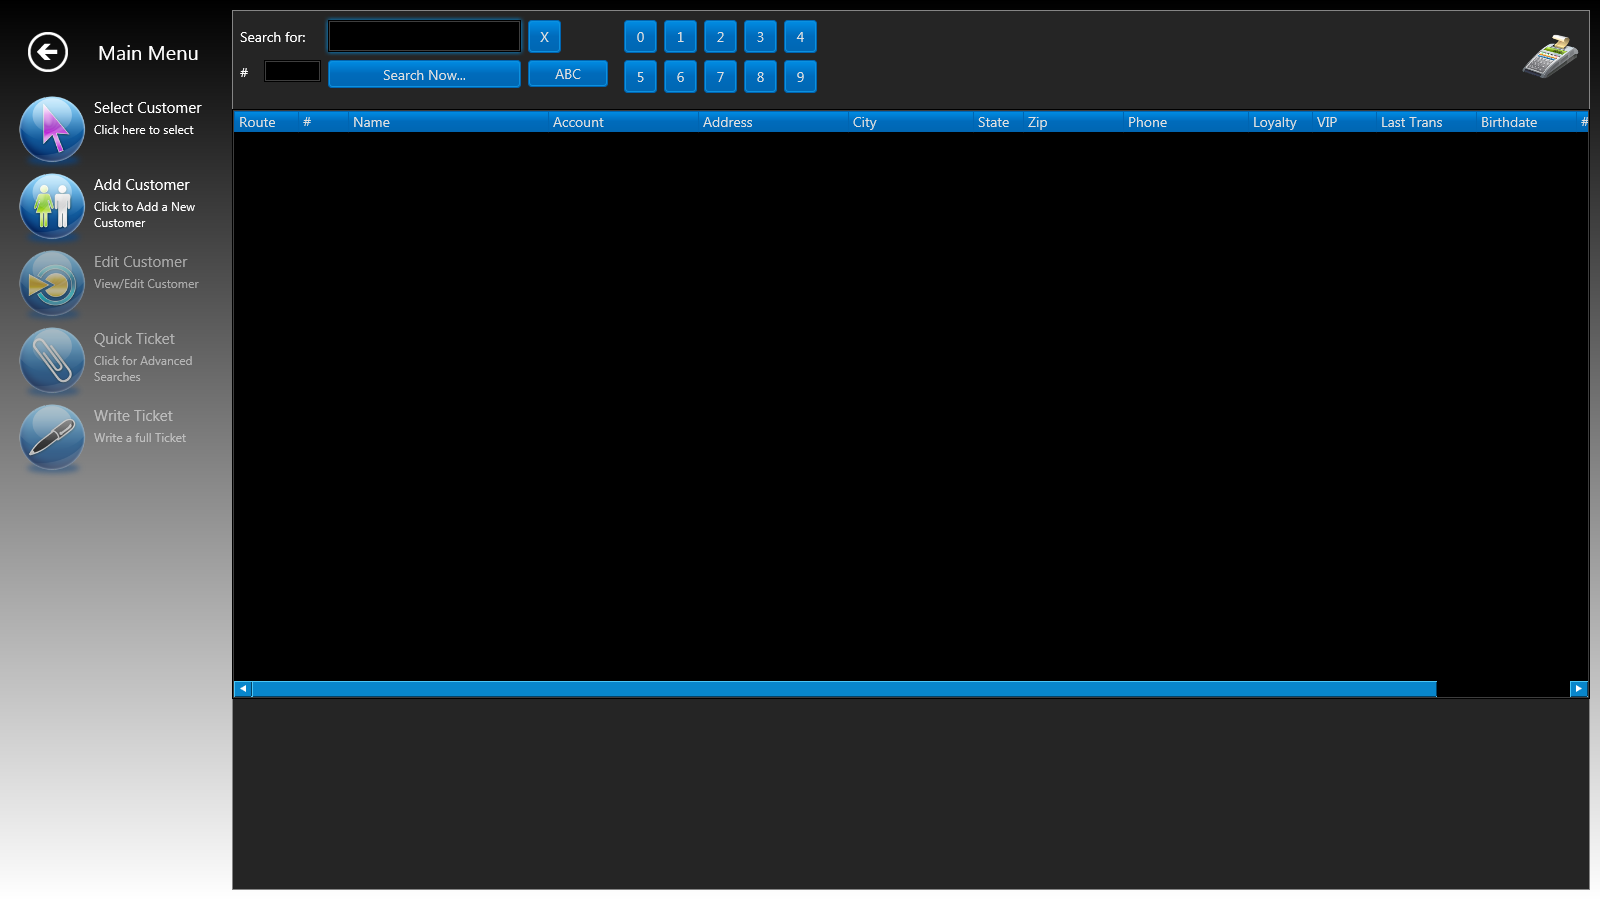 Main Menu
Select Customer
Click here to select
Add Customer
Click to Add a New
Customer
Edit Customer
View/Edit Customer
Quick Ticket
Click for Advanced
Searches
Write Ticket
Write a full Ticket
Search for:
X
0 1 2 3 4
#
Search Now...
ABC
5 6 7 8 9
Route # Name Account Address City State Zip Phone Loyalty VIP Last Trans Birthdate #